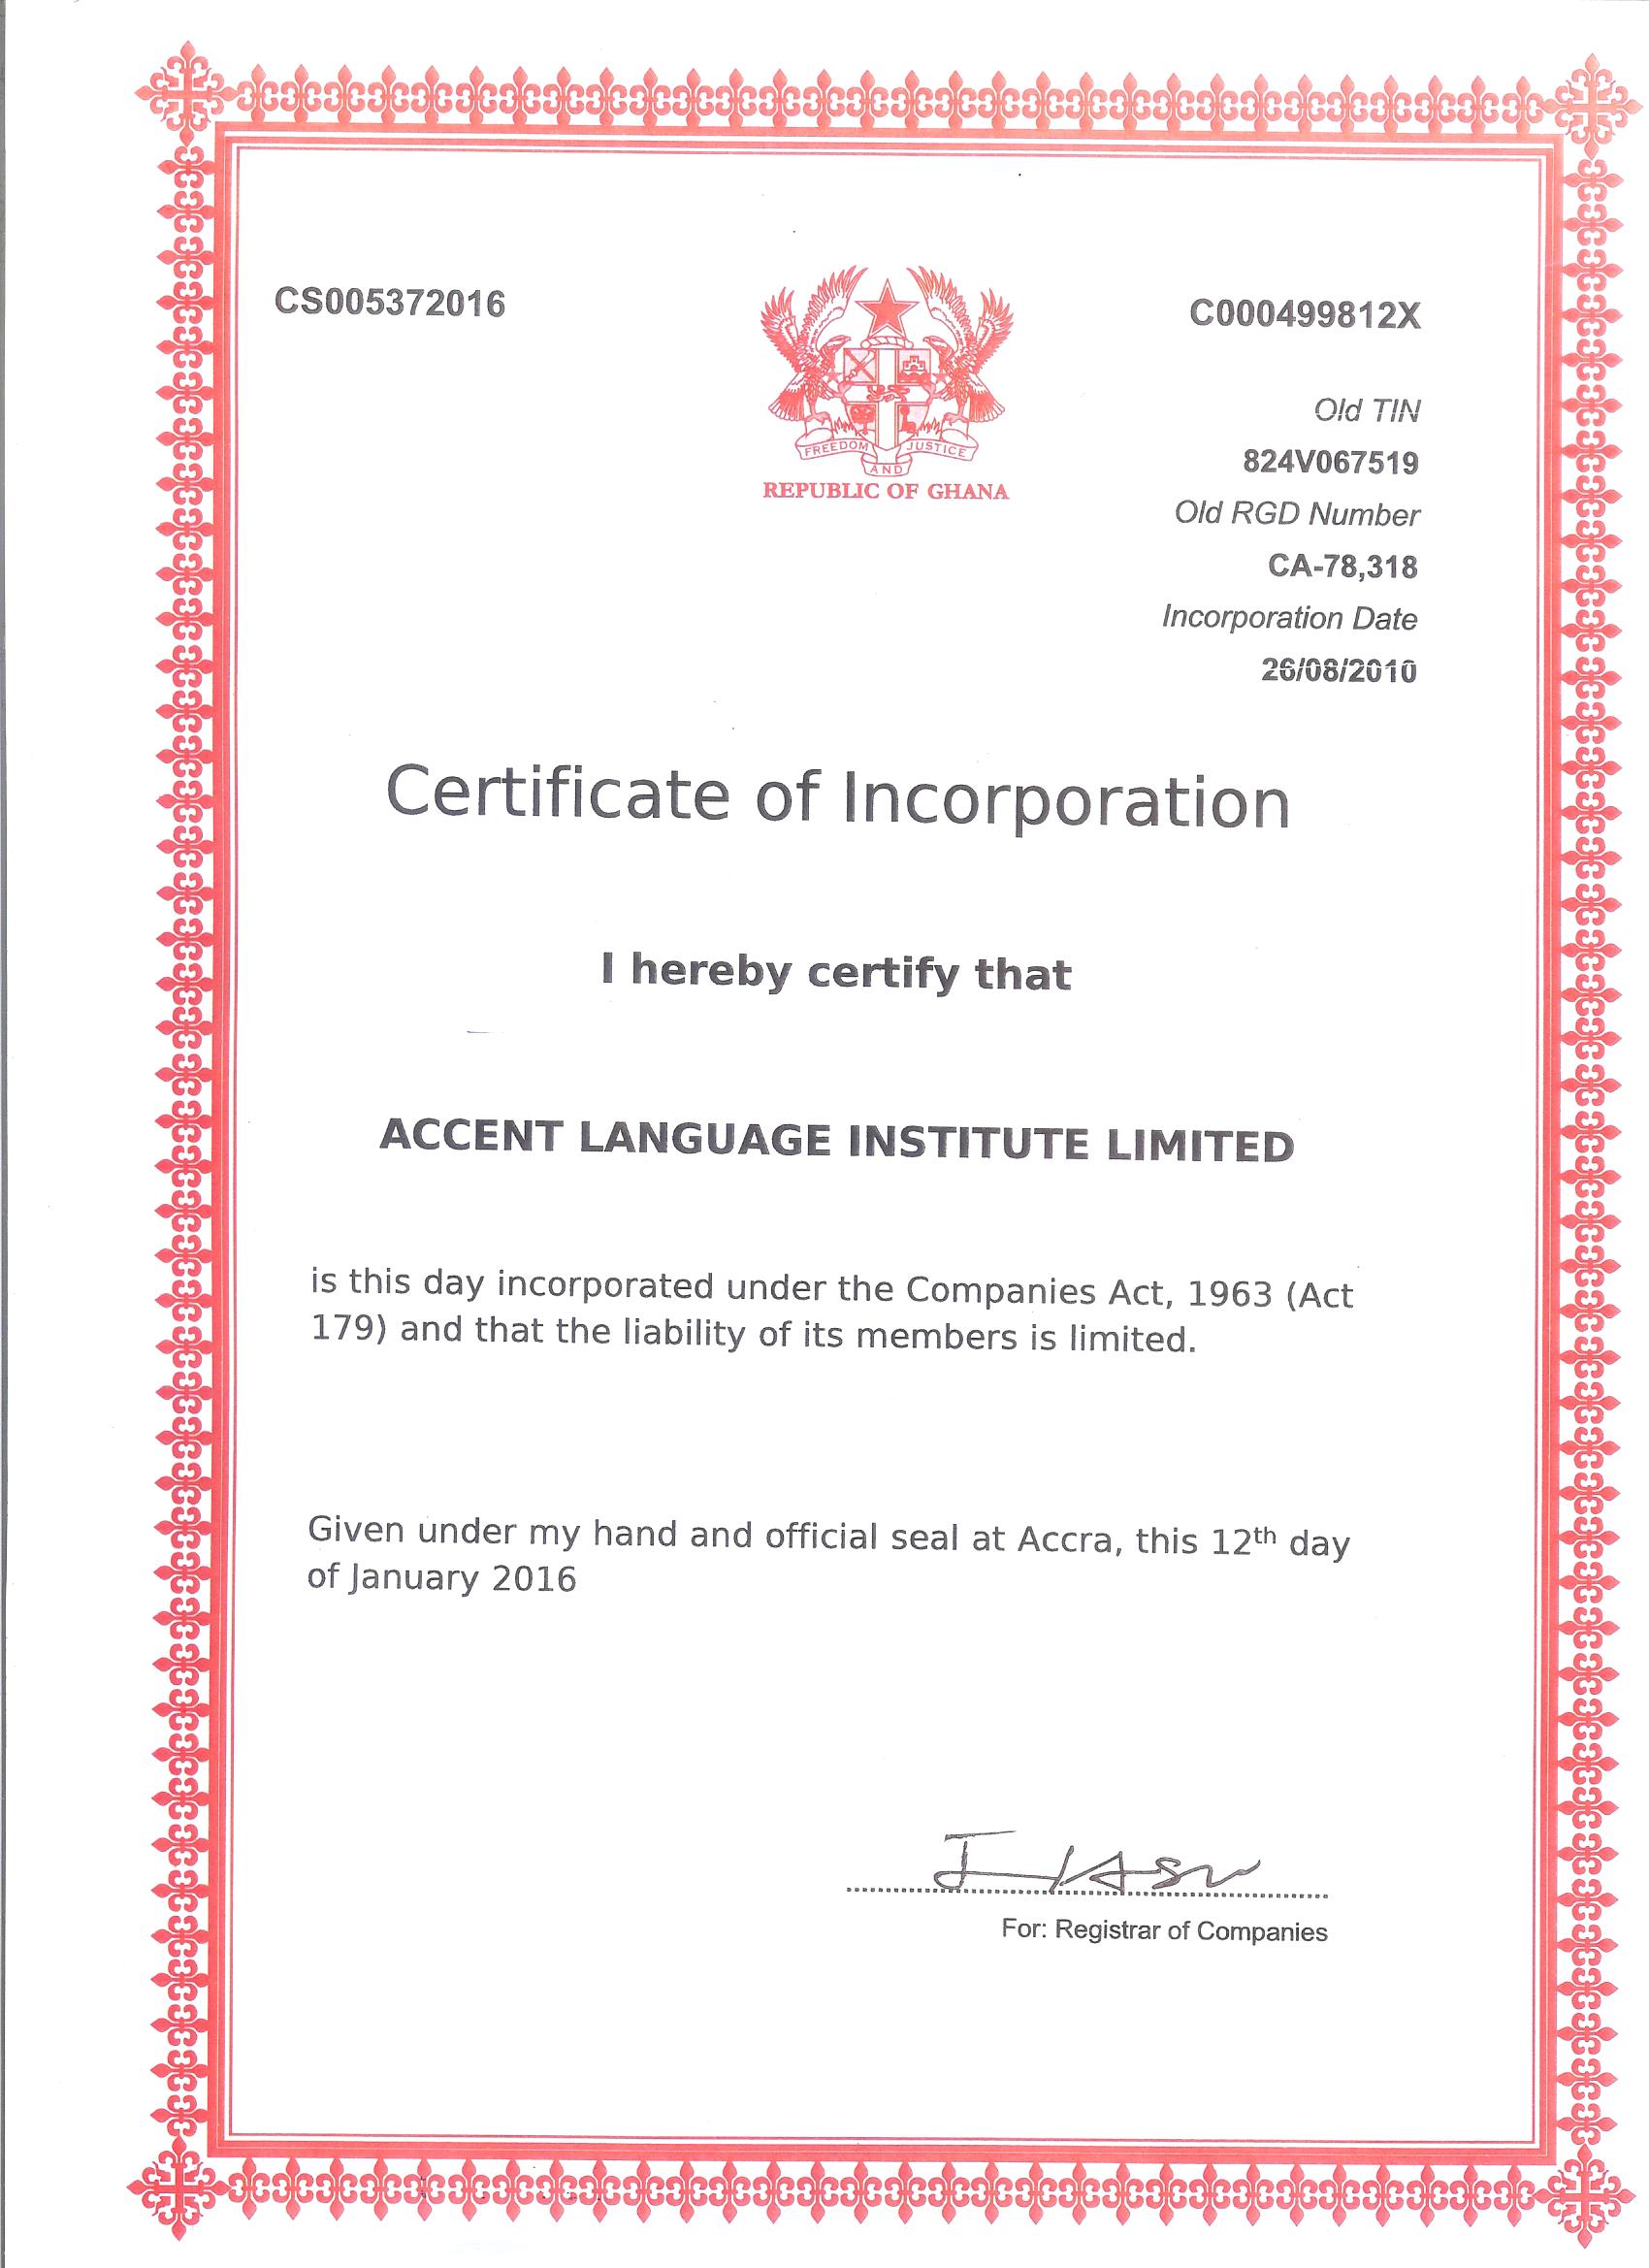 CS005372016
C000499812X
Old TIN
824V067519
Old RGD Number
CA-78,318
Incorporation Date
26/08/2010
FREEDOM AND JUSTICE
REPUBLIC OF GHANA
Certificate of Incorporation
I hereby certify that
ACCENT LANGUAGE INSTITUTE LIMITED
is this day incorporated under the Companies Act, 1963 (Act
179) and that the liability of its members is limited.
Given under my hand and official seal at Accra, this 12th day
of January 2016
For: Registrar of Companies